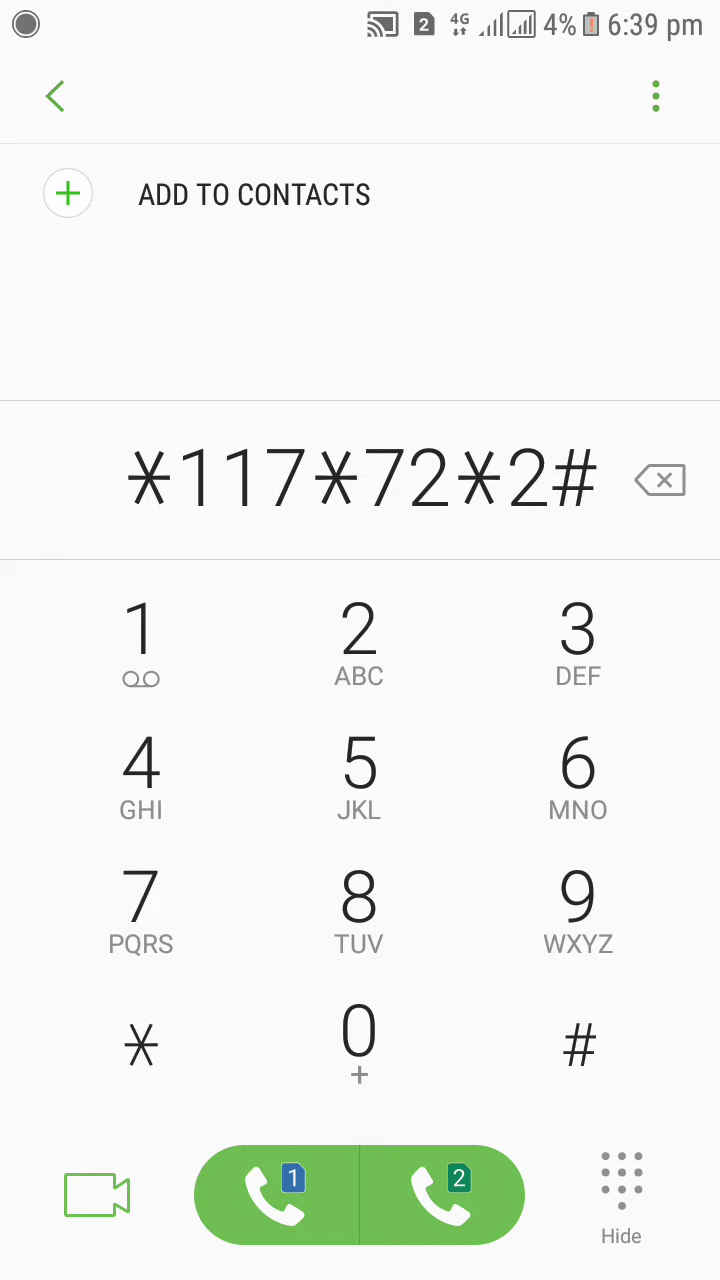 2 4G 4% 6:39 pm
ADD TO CONTACTS
*117*72*2#
1 2 3
ABC DEF
4 5 6
GHI JKL MNO
7 8 9
PQRS TUV WXYZ
* 0 #
+
1 2
Hide